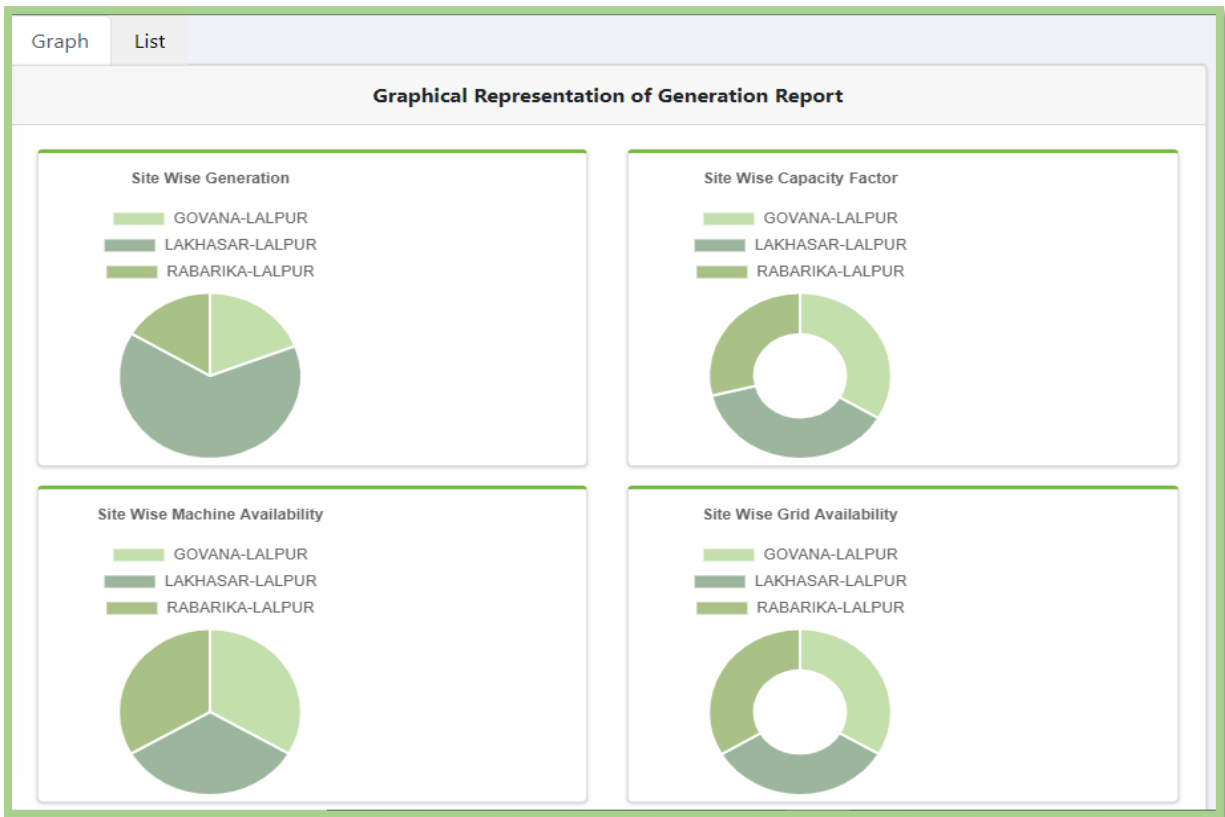 Graph List
Graphical Representation of Generation Report
Site Wise Generation
GOVANA-LALPUR
LAKHASAR-LALPUR
RABARIKA-LALPUR
Site Wise Capacity Factor
GOVANA-LALPUR
LAKHASAR-LALPUR
RABARIKA-LALPUR
Site Wise Machine Availability
GOVANA-LALPUR
LAKHASAR-LALPUR
RABARIKA-LALPUR
Site Wise Grid Availability
GOVANA-LALPUR
LAKHASAR-LALPUR
RABARIKA-LALPUR